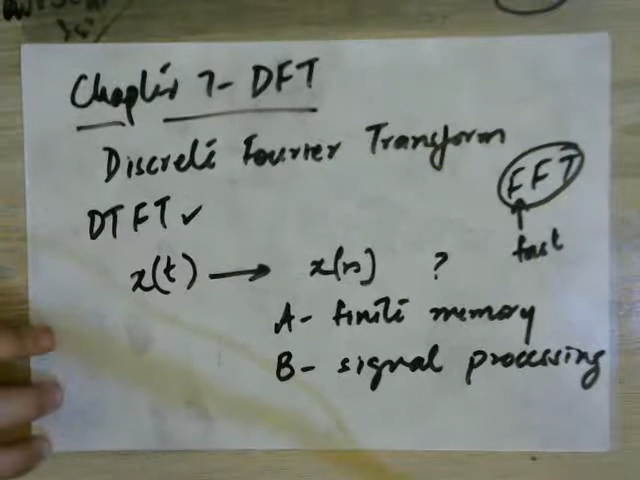 Chapter 7- DFT
Discrete Fourier Transform
FFT
fast
DTFT ✓
x(t) → x[n] ?
A- finite memory
B- signal processing